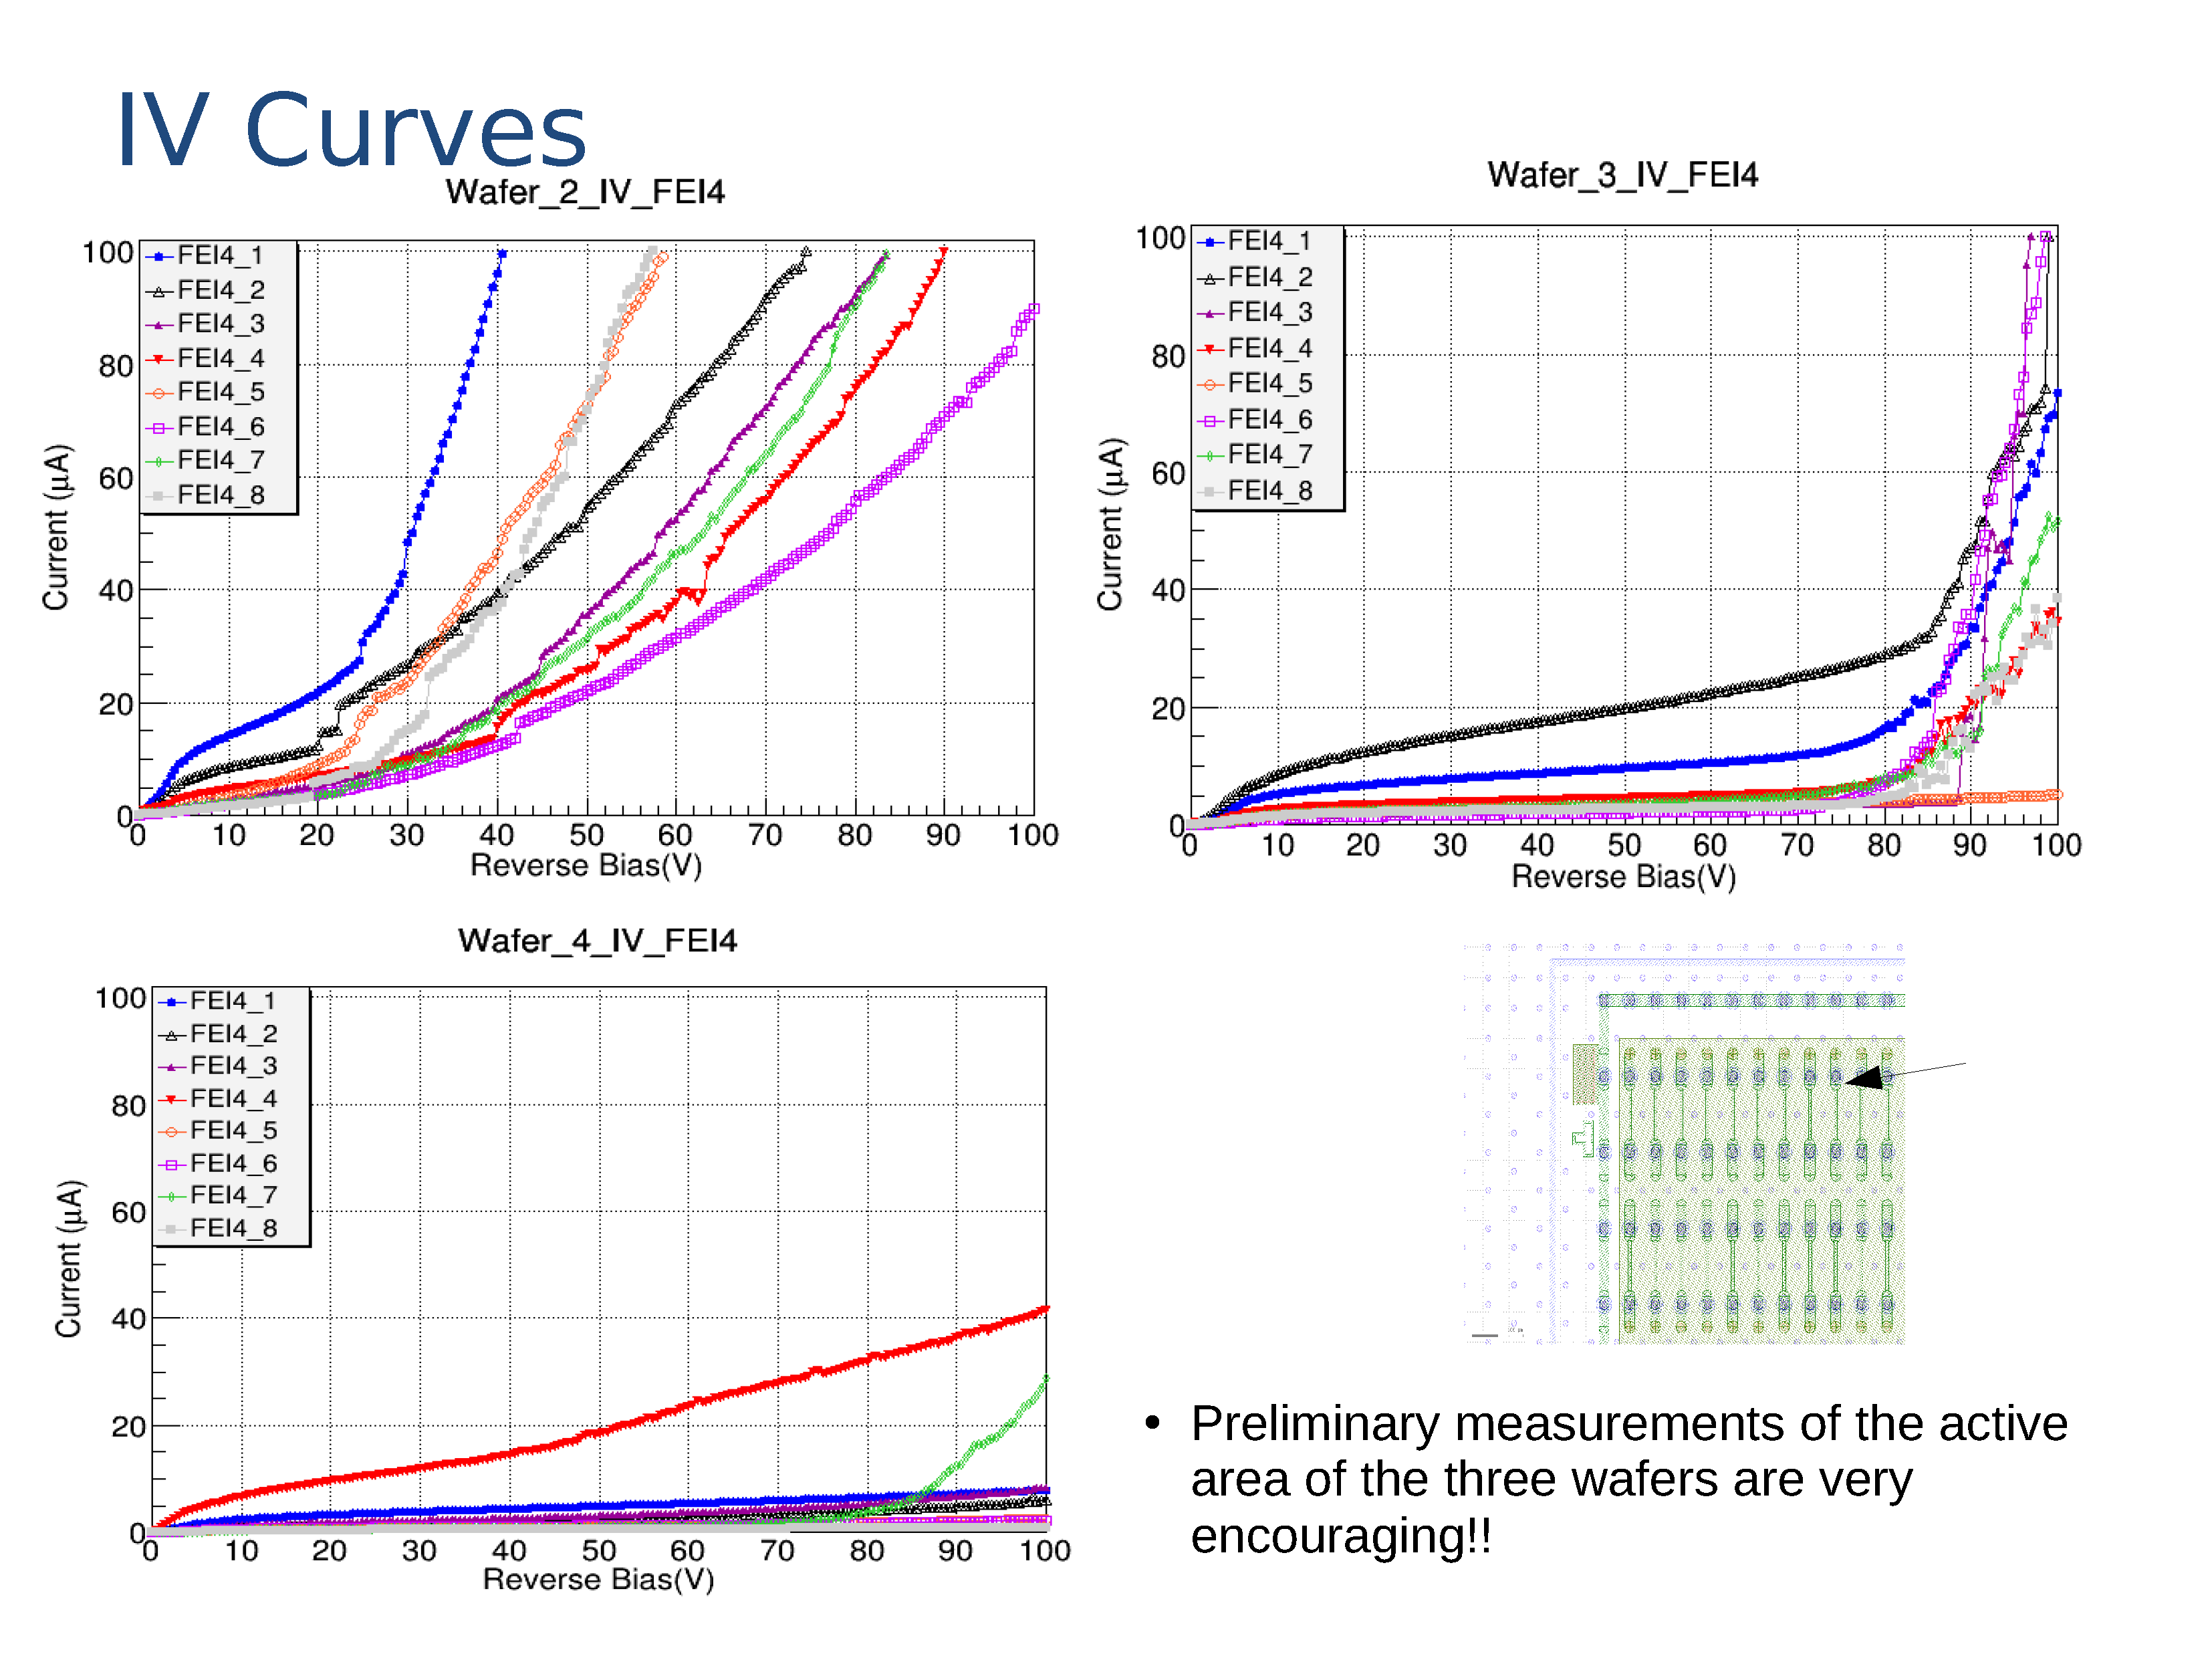 IV Curves
Wafer_2_IV_FEI4
100
80
60
40
20
0
Current (μA)
FEI4_1
FEI4_2
FEI4_3
FEI4_4
FEI4_5
FEI4_6
FEI4_7
FEI4_8
0 10 20 30 40 50 60 70 80 90 100
Reverse Bias(V)
Wafer_3_IV_FEI4
100
80
60
40
20
0
Current (μA)
FEI4_1
FEI4_2
FEI4_3
FEI4_4
FEI4_5
FEI4_6
FEI4_7
FEI4_8
0 10 20 30 40 50 60 70 80 90 100
Reverse Bias(V)
Wafer_4_IV_FEI4
100
80
60
40
20
0
Current (μA)
FEI4_1
FEI4_2
FEI4_3
FEI4_4
FEI4_5
FEI4_6
FEI4_7
FEI4_8
0 10 20 30 40 50 60 70 80 90 100
Reverse Bias(V)
• Preliminary measurements of the active
area of the three wafers are very
encouraging!!